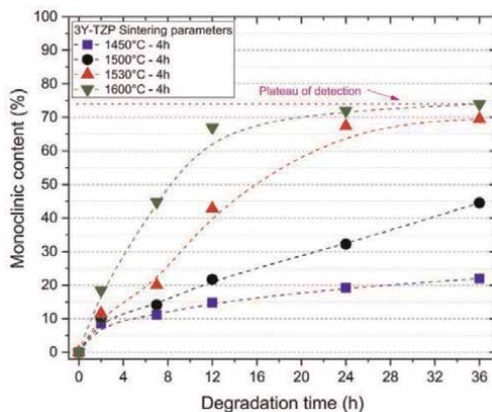 100
90
80
70
60
50
40
30
20
10
0
Monoclinic content (%)
3Y-TZP Sintering parameters
1450°C - 4h
1500°C - 4h
1530°C - 4h
1600°C - 4h
Plateau of detection
0 4 8 12 16 20 24 28 32 36
Degradation time (h)